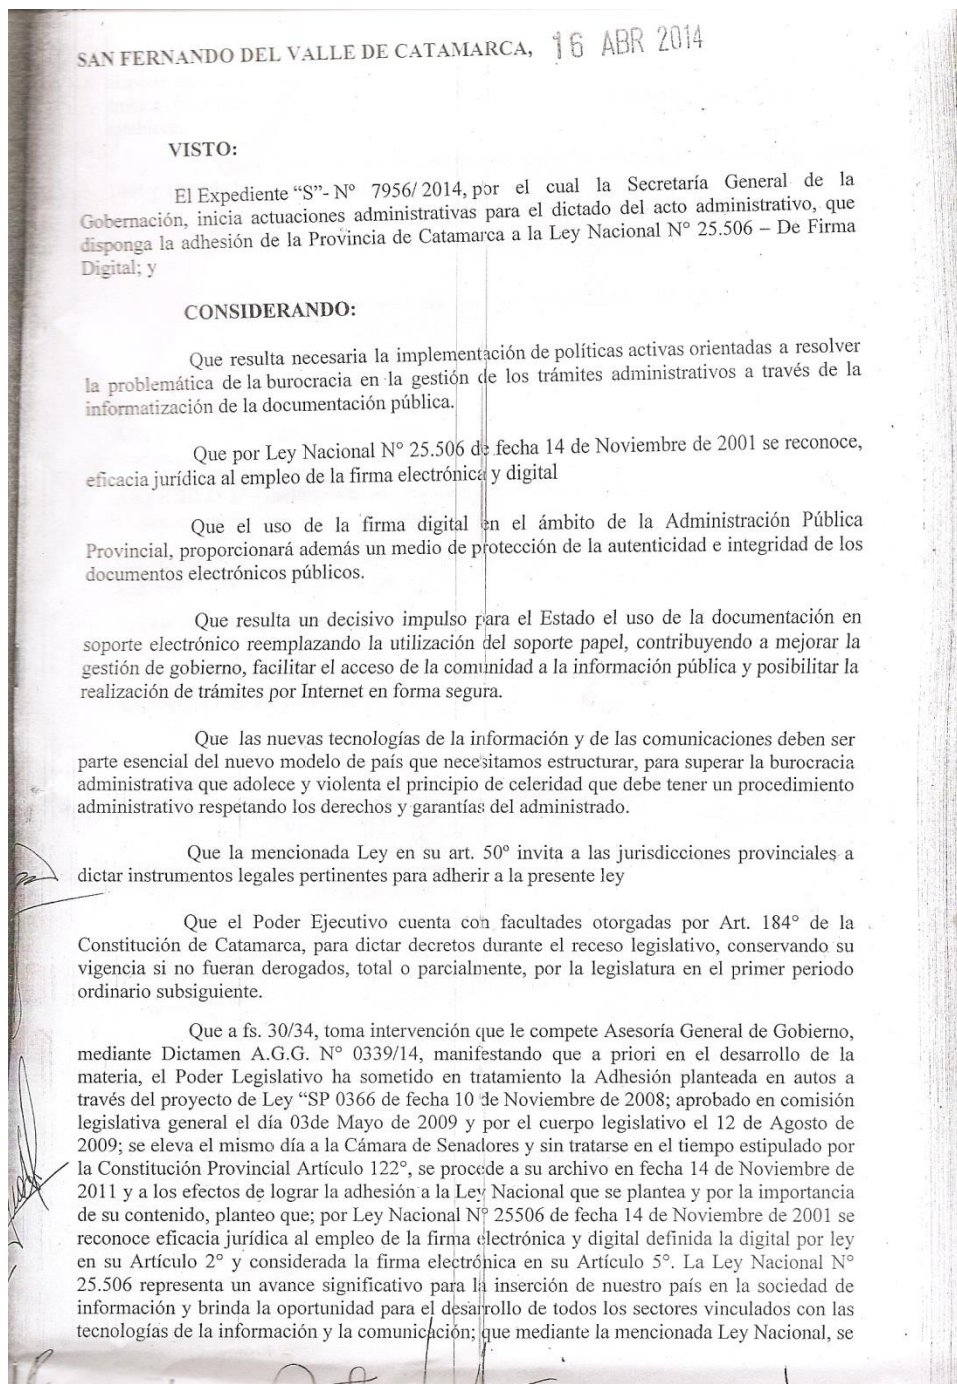 SAN FERNANDO DEL VALLE DE CATAMARCA, 16 ABR 2014
VISTO:
El Expediente “S”- Nº 7956/ 2014, por el cual la Secretaría General de la
Gobernación, inicia actuaciones administrativas para el dictado del acto administrativo, que
disponga la adhesión de la Provincia de Catamarca a la Ley Nacional N° 25.506 – De Firma
Digital; y
CONSIDERANDO:
Que resulta necesaria la implementación de políticas activas orientadas a resolver
la problemática de la burocracia en la gestión de los trámites administrativos a través de la
informatización de la documentación pública.
Que por Ley Nacional N° 25.506 de fecha 14 de Noviembre de 2001 se reconoce,
eficacia jurídica al empleo de la firma electrónica y digital
Que el uso de la firma digital en el ámbito de la Administración Pública
Provincial, proporcionará además un medio de protección de la autenticidad e integridad de los
documentos electrónicos públicos.
Que resulta un decisivo impulso para el Estado el uso de la documentación en
soporte electrónico reemplazando la utilización del soporte papel, contribuyendo a mejorar la
gestión de gobierno, facilitar el acceso de la comunidad a la información pública y posibilitar la
realización de trámites por Internet en forma segura.
Que las nuevas tecnologías de la información y de las comunicaciones deben ser
parte esencial del nuevo modelo de país que necesitamos estructurar, para superar la burocracia
administrativa que adolece y violenta el principio de celeridad que debe tener un procedimiento
administrativo respetando los derechos y garantías del administrado.
Que la mencionada Ley en su art. 50º invita a las jurisdicciones provinciales a
dictar instrumentos legales pertinentes para adherir a la presente ley
Que el Poder Ejecutivo cuenta con facultades otorgadas por Art. 184° de la
Constitución de Catamarca, para dictar decretos durante el receso legislativo, conservando su
vigencia si no fueran derogados, total o parcialmente, por la legislatura en el primer periodo
ordinario subsiguiente.
Que a fs. 30/34, toma intervención que le compete Asesoría General de Gobierno,
mediante Dictamen A.G.G. N° 0339/14, manifestando que a priori en el desarrollo de la
materia, el Poder Legislativo ha sometido en tratamiento la Adhesión planteada en autos a
través del proyecto de Ley “SP 0366 de fecha 10 de Noviembre de 2008; aprobado en comisión
legislativa general el día 03de Mayo de 2009 y por el cuerpo legislativo el 12 de Agosto de
2009; se eleva el mismo día a la Cámara de Senadores y sin tratarse en el tiempo estipulado por
la Constitución Provincial Artículo 122°, se procede a su archivo en fecha 14 de Noviembre de
2011 y a los efectos de lograr la adhesión a la Ley Nacional que se plantea y por la importancia
de su contenido, planteo que; por Ley Nacional N° 25506 de fecha 14 de Noviembre de 2001 se
reconoce eficacia jurídica al empleo de la firma electrónica y digital definida la digital por ley
en su Artículo 2° y considerada la firma electrónica en su Artículo 5°. La Ley Nacional N°
25.506 representa un avance significativo para la inserción de nuestro país en la sociedad de
información y brinda la oportunidad para el desarrollo de todos los sectores vinculados con las
tecnologías de la información y la comunicación; que mediante la mencionada Ley Nacional, se